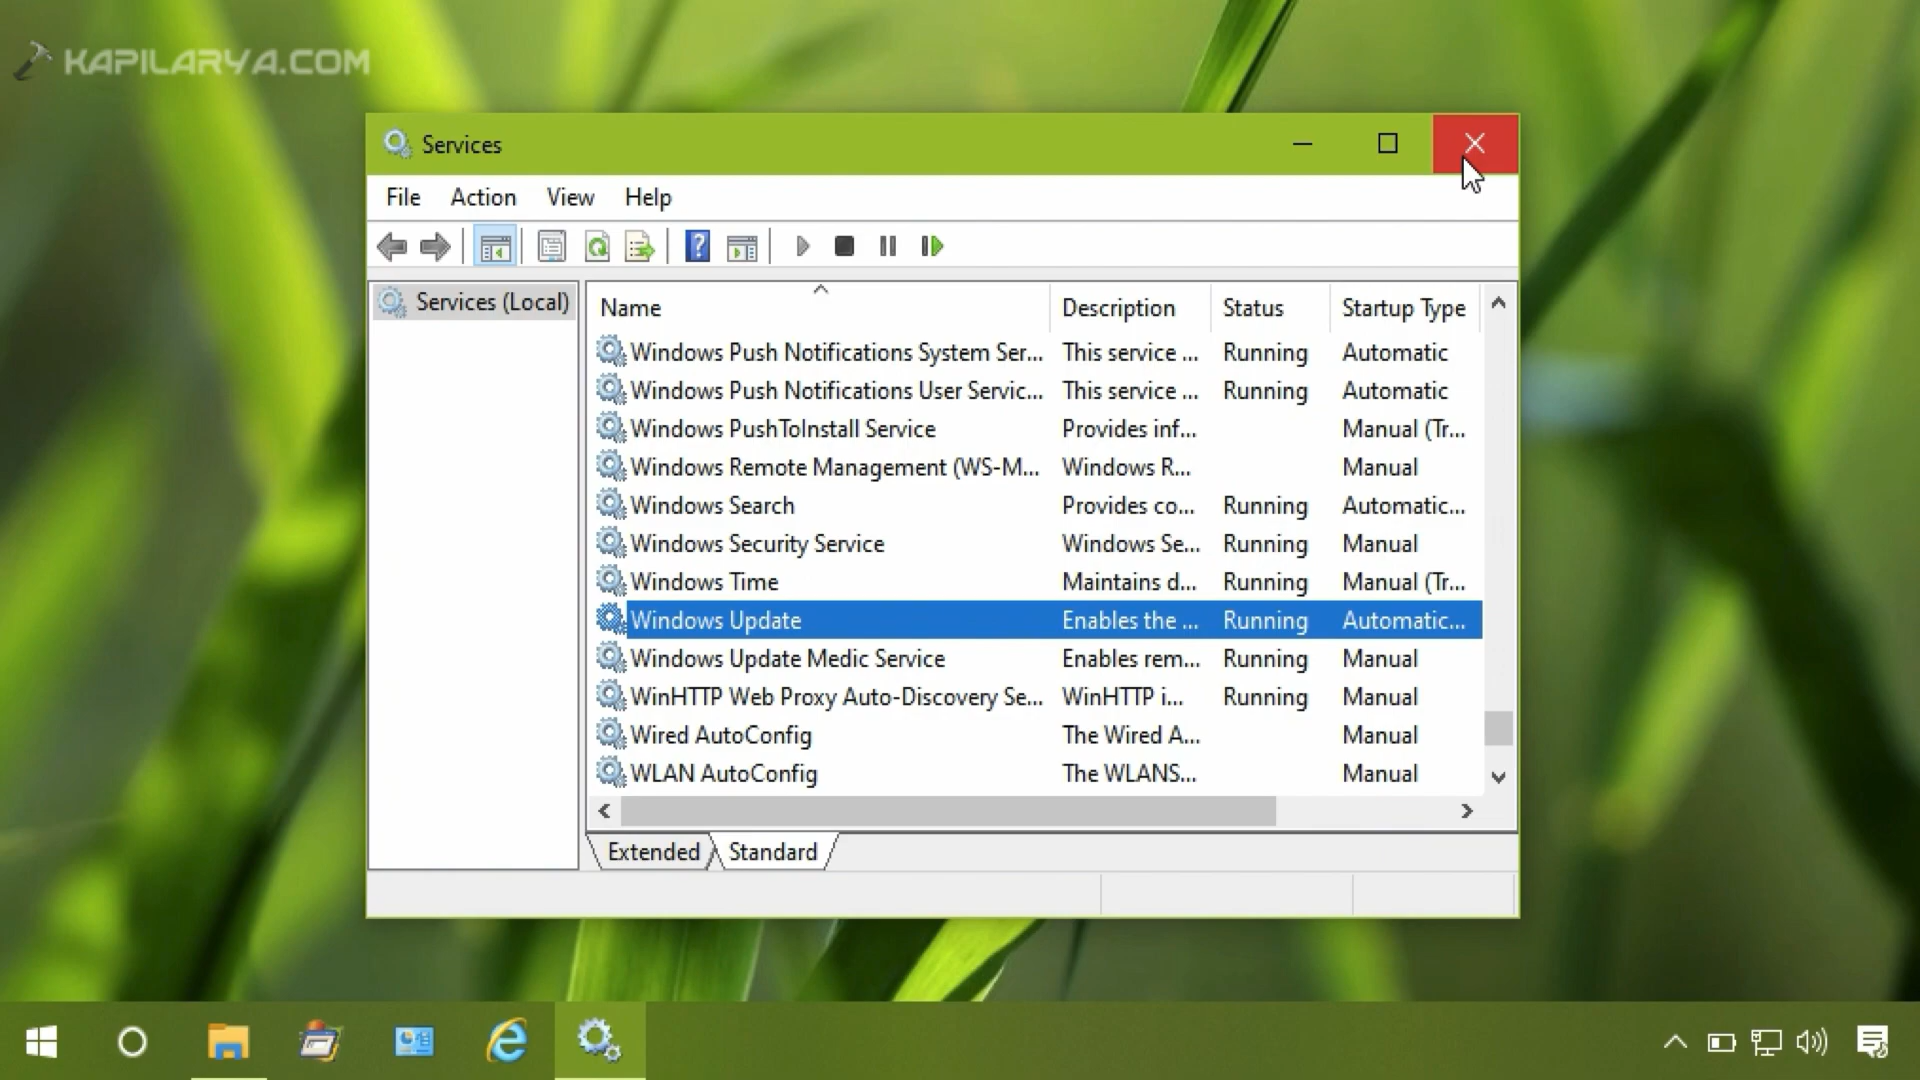 KAPILARYA.COM
Services
File Action View Help
Services (Local)
Name Description Status Startup Type
Windows Push Notifications System Ser... This service ... Running Automatic
Windows Push Notifications User Servic... This service ... Running Automatic
Windows PushToInstall Service Provides inf... Manual (Tr...
Windows Remote Management (WS-M... Windows R... Manual
Windows Search Provides co... Running Automatic...
Windows Security Service Windows Se... Running Manual
Windows Time Maintains d... Running Manual (Tr...
Windows Update Enables the ... Running Automatic...
Windows Update Medic Service Enables rem... Running Manual
WinHTTP Web Proxy Auto-Discovery Se... WinHTTP i... Running Manual
Wired AutoConfig The Wired A... Manual
WLAN AutoConfig The WLANS... Manual
Extended Standard